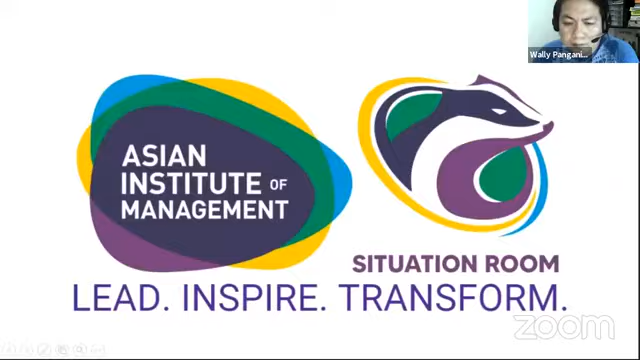 Wally Pangani...
ASIAN
INSTITUTE OF
MANAGEMENT
SITUATION ROOM
LEAD. INSPIRE. TRANSFORM.
zoom